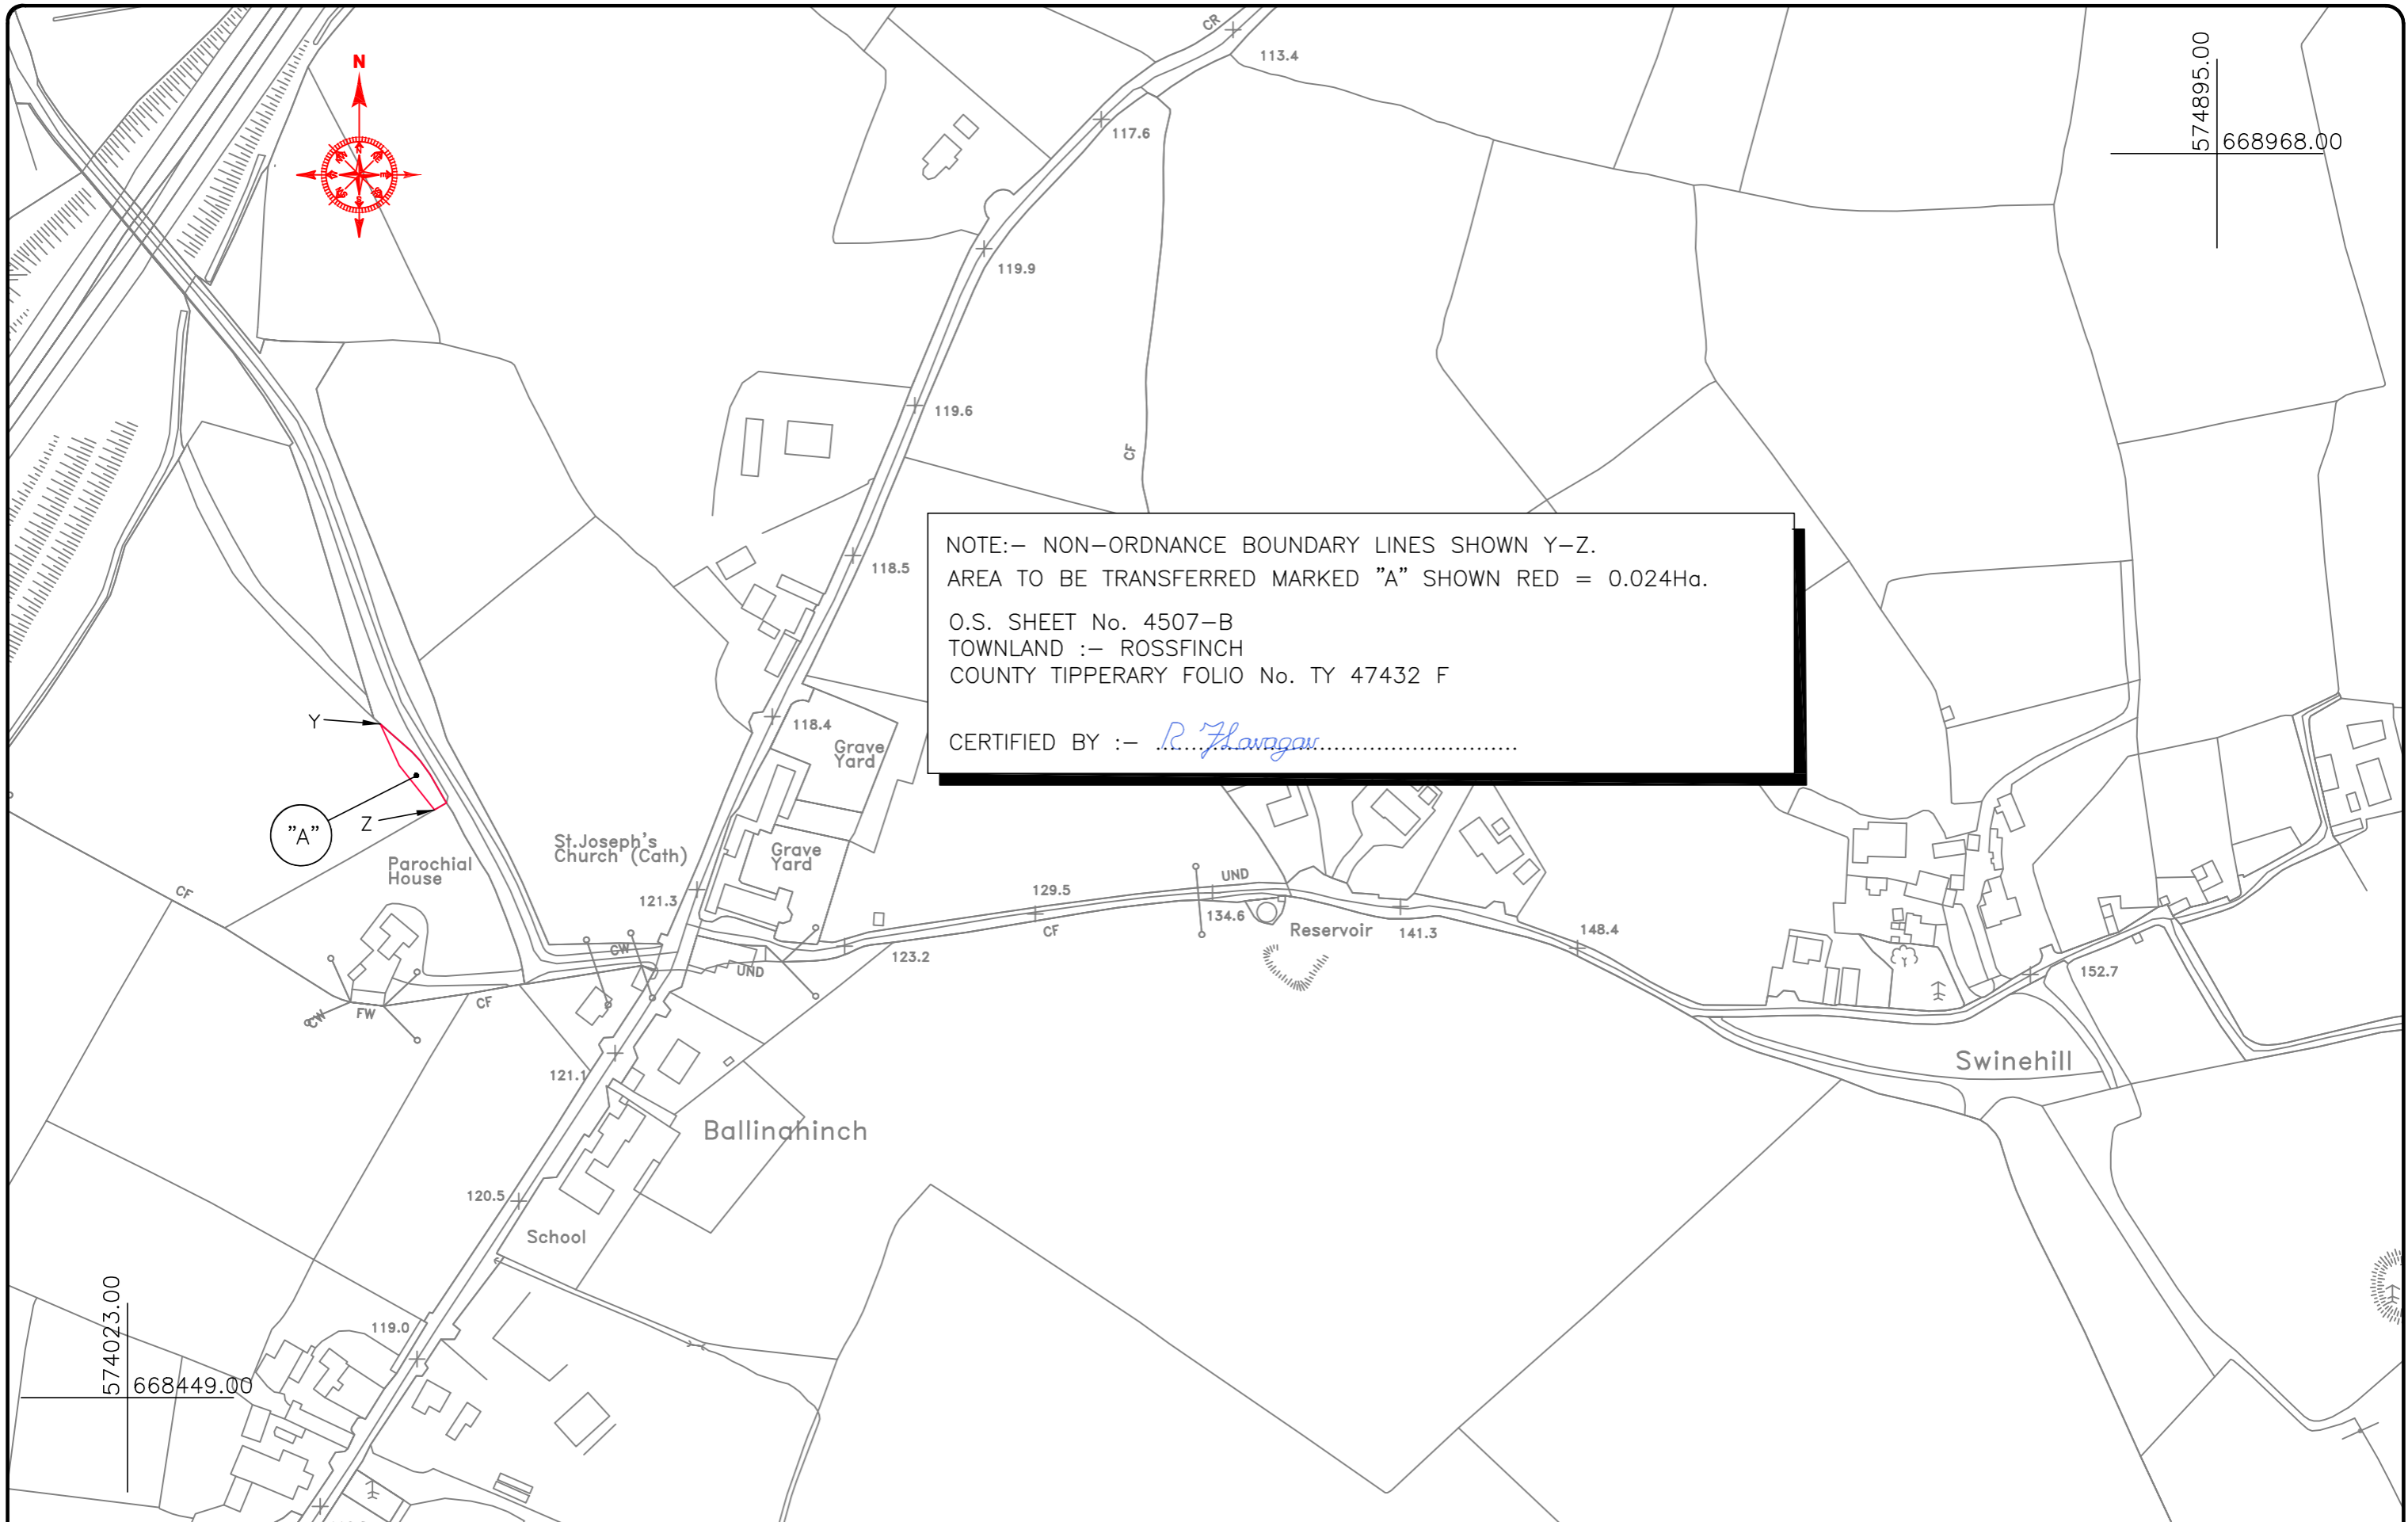 CR
113.4
N
574895.00
668968.00
117.6
119.9
119.6
CF
118.5
NOTE:- NON-ORDNANCE BOUNDARY LINES SHOWN Y-Z.
AREA TO BE TRANSFERRED MARKED "A" SHOWN RED = 0.024Ha.
O.S. SHEET No. 4507-B
TOWNLAND :- ROSSFINCH
COUNTY TIPPERARY FOLIO No. TY 47432 F
CERTIFIED BY :- R
Y
118.4
Grave
Yard
"A"
Z
St.Joseph's
Church (Cath)
Grave
Yard
Parochial
House
CF
121.3
129.5
UND
134.6
CF
Reservoir
141.3
148.4
CW
UND
123.2
152.7
CF
CW
FW
Swinehill
121.1
Ballinahinch
120.5
School
574023.00
668449.00
119.0